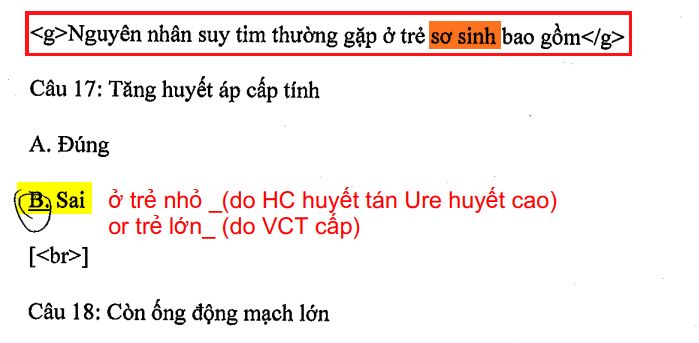 <g>Nguyên nhân suy tim thường gặp ở trẻ sơ sinh bao gồm</g>
Câu 17: Tăng huyết áp cấp tính
A. Đúng
B. Sai ở trẻ nhỏ _(do HC huyết tán Ure huyết cao)
or trẻ lớn_ (do VCT cấp)
[<br>]
Câu 18: Còn ống động mạch lớn